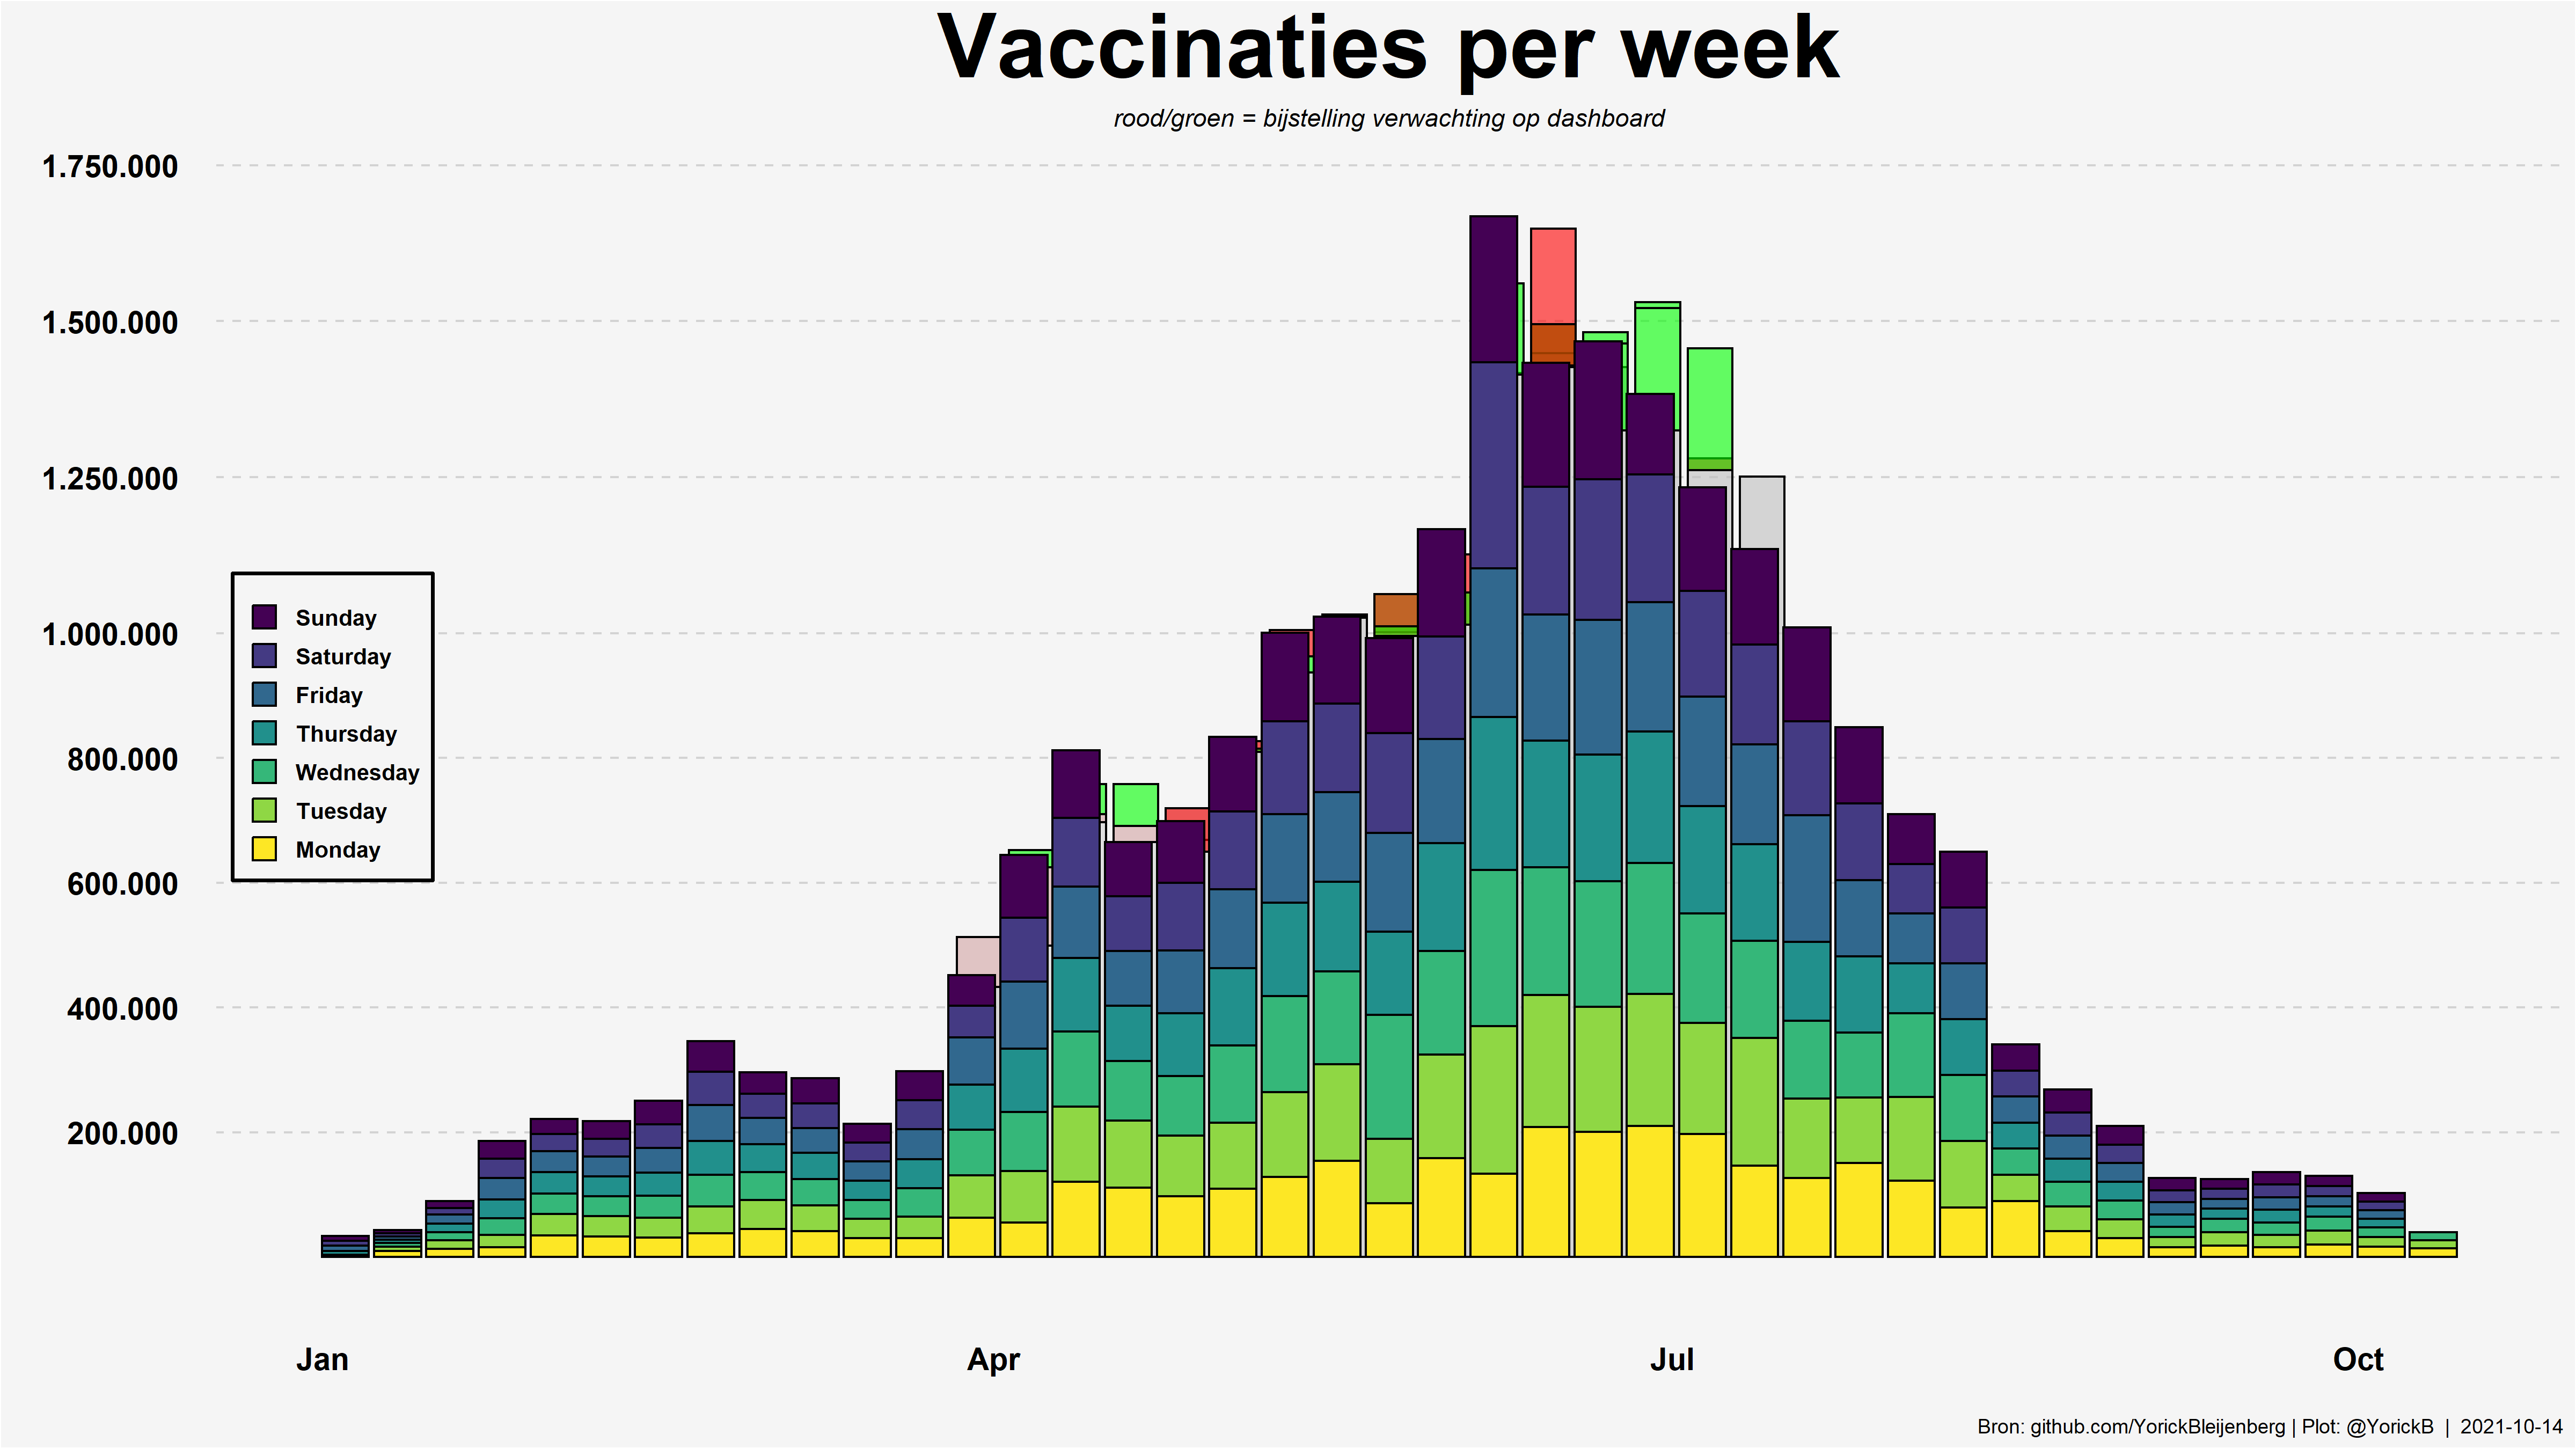 Vaccinaties per week
rood/groen = bijstelling verwachting op dashboard
1.750.000
1.500.000
1.250.000
1.000.000
800.000
600.000
400.000
200.000
Sunday
Saturday
Friday
Thursday
Wednesday
Tuesday
Monday
Jan Apr Jul Oct
Bron: github.com/YorickBleijenberg | Plot: @YorickB | 2021-10-14